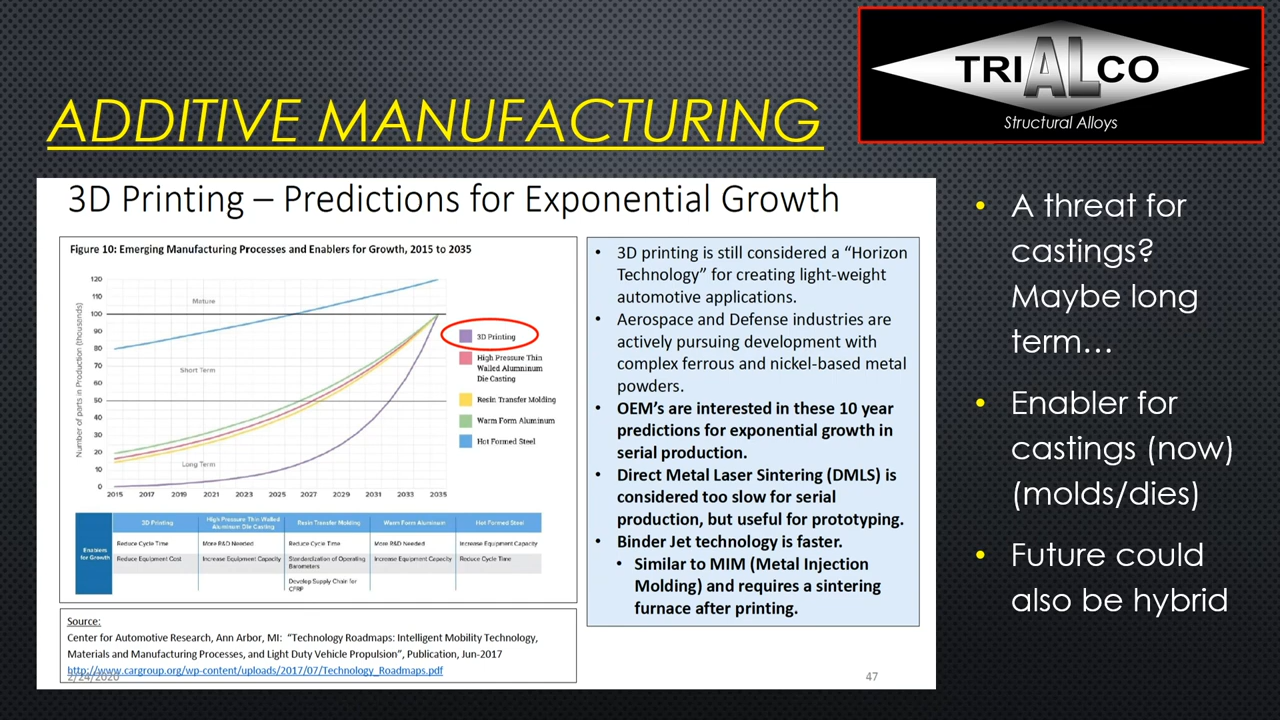 TRIALCO
Structural Alloys
ADDITIVE MANUFACTURING
3D Printing – Predictions for Exponential Growth
Figure 10: Emerging Manufacturing Processes and Enablers for Growth, 2015 to 2035
Number of parts in Production (thousands)
120
110
100
90
80
70
60
50
40
30
20
10
0
Mature
Short Term
Long Term
2015 2017 2019 2021 2023 2025 2027 2029 2031 2033 2035
3D Printing
High Pressure Thin
Walled Alumninum
Die Casting
Resin Transfer Molding
Warm Form Aluminum
Hot Formed Steel
3D Printing
High Pressure Thin Walled
Aluminum Die Casting
Resin Transfer Molding
Warm Form Aluminum
Hot Formed Steel
Enablers
for Growth
Reduce Cycle Time
More R&D Needed
Reduce Cycle Time
More R&D Needed
Increase Equipment Capacity
Reduce Equipment Cost
Increase Equipment Capacity
Standardization of Operating
Barometers
Increase Equipment Capacity
Reduce Cycle Time
Develop Supply Chain for
CFRP
Source:
Center for Automotive Research, Ann Arbor, MI: “Technology Roadmaps: Intelligent Mobility Technology,
Materials and Manufacturing Processes, and Light Duty Vehicle Propulsion”, Publication, Jun-2017
http://www.cargroup.org/wp-content/uploads/2017/07/Technology_Roadmaps.pdf
2/24/2020
47
• 3D printing is still considered a “Horizon
Technology” for creating light-weight
automotive applications.
• Aerospace and Defense industries are
actively pursuing development with
complex ferrous and nickel-based metal
powders.
• OEM’s are interested in these 10 year
predictions for exponential growth in
serial production.
• Direct Metal Laser Sintering (DMLS) is
considered too slow for serial
production, but useful for prototyping.
• Binder Jet technology is faster.
• Similar to MIM (Metal Injection
Molding) and requires a sintering
furnace after printing.
• A threat for
castings?
Maybe long
term…
• Enabler for
castings (now)
(molds/dies)
• Future could
also be hybrid